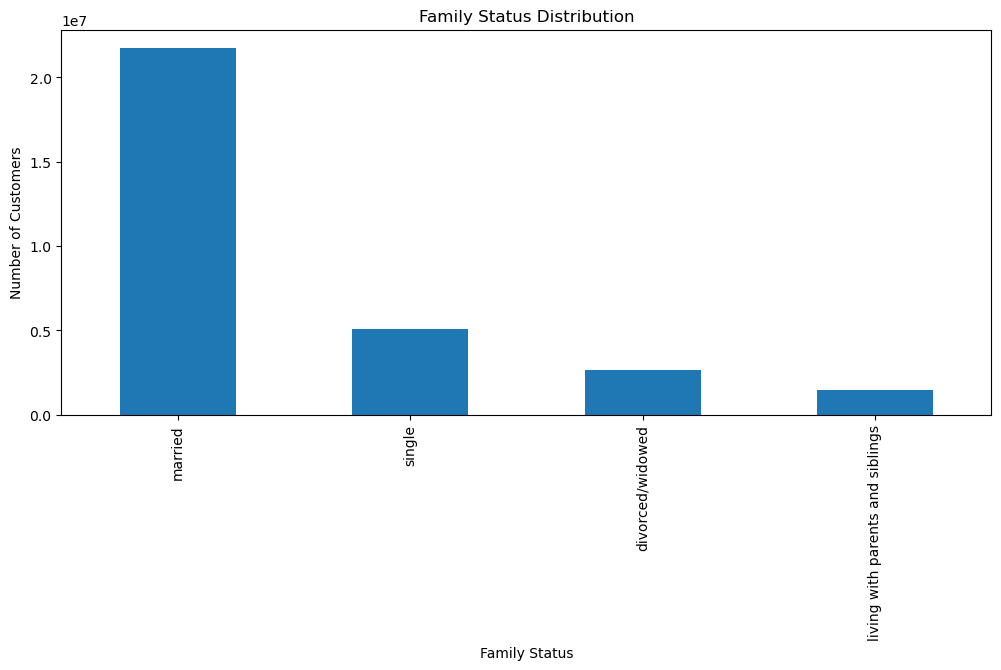 Family Status Distribution
1e7
Number of Customers
2.0
1.5
1.0
0.5
0.0
married
single
divorced/widowed
living with parents and siblings
Family Status